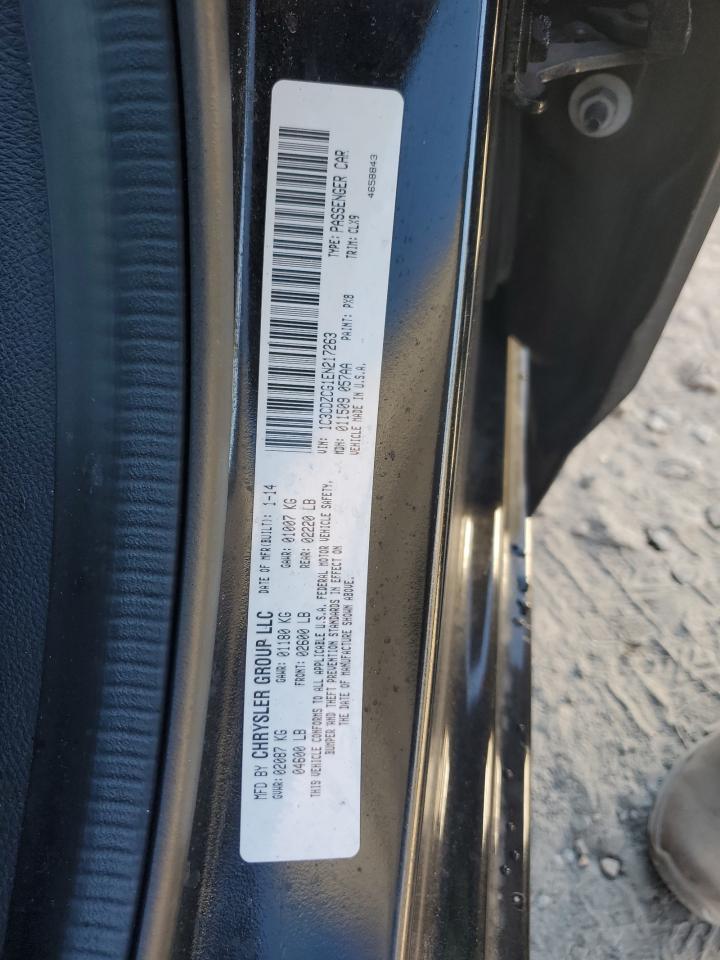 MFD BY CHRYSLER GROUP LLC DATE OF MFR(BUILT): 1-14
GVWR: 02087 KG GAWR: 01180 KG GAWR: 01007 KG
04600 LB FRONT: 02600 LB REAR: 02220 LB
THIS VEHICLE CONFORMS TO ALL APPLICABLE U.S.A. FEDERAL MOTOR VEHICLE SAFETY,
BUMPER AND THEFT PREVENTION STANDARDS IN EFFECT ON
THE DATE OF MANUFACTURE SHOWN ABOVE.
VIN: 1C3CDZCG1EN217263 TYPE: PASSENGER CAR
MDH: 011509 057AA PAINT: PX8 TRIM: CLX9
VEHICLE MADE IN U.S.A.
4658843